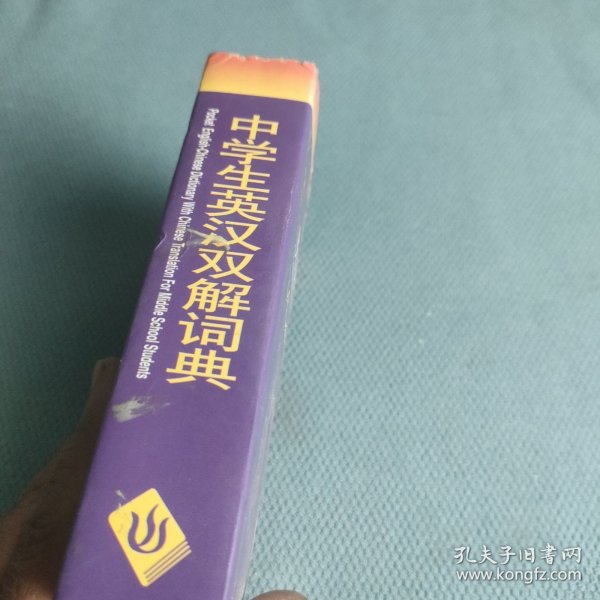 中学生英汉双解词典
Pocket English-Chinese Dictionary With Chinese Translation For Middle School Students
孔夫子旧书网
www.kongfz.com